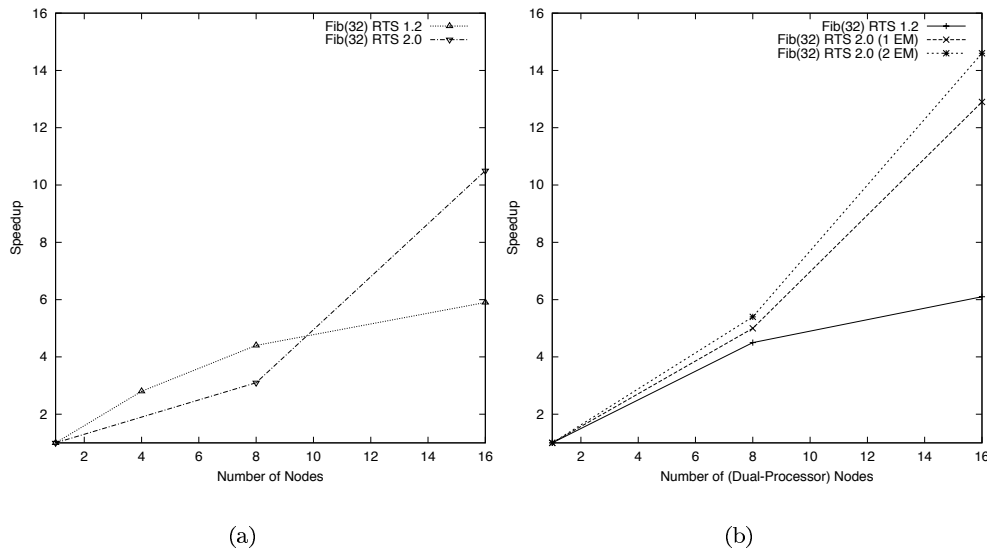 16
14
12
10
8
6
4
2
Speedup
Fib(32) RTS 1.2
Fib(32) RTS 2.0
2 4 6 8 10 12 14 16
Number of Nodes
(a)
16
14
12
10
8
6
4
2
Speedup
Fib(32) RTS 1.2
Fib(32) RTS 2.0 (1 EM)
Fib(32) RTS 2.0 (2 EM)
2 4 6 8 10 12 14 16
Number of (Dual-Processor) Nodes
(b)